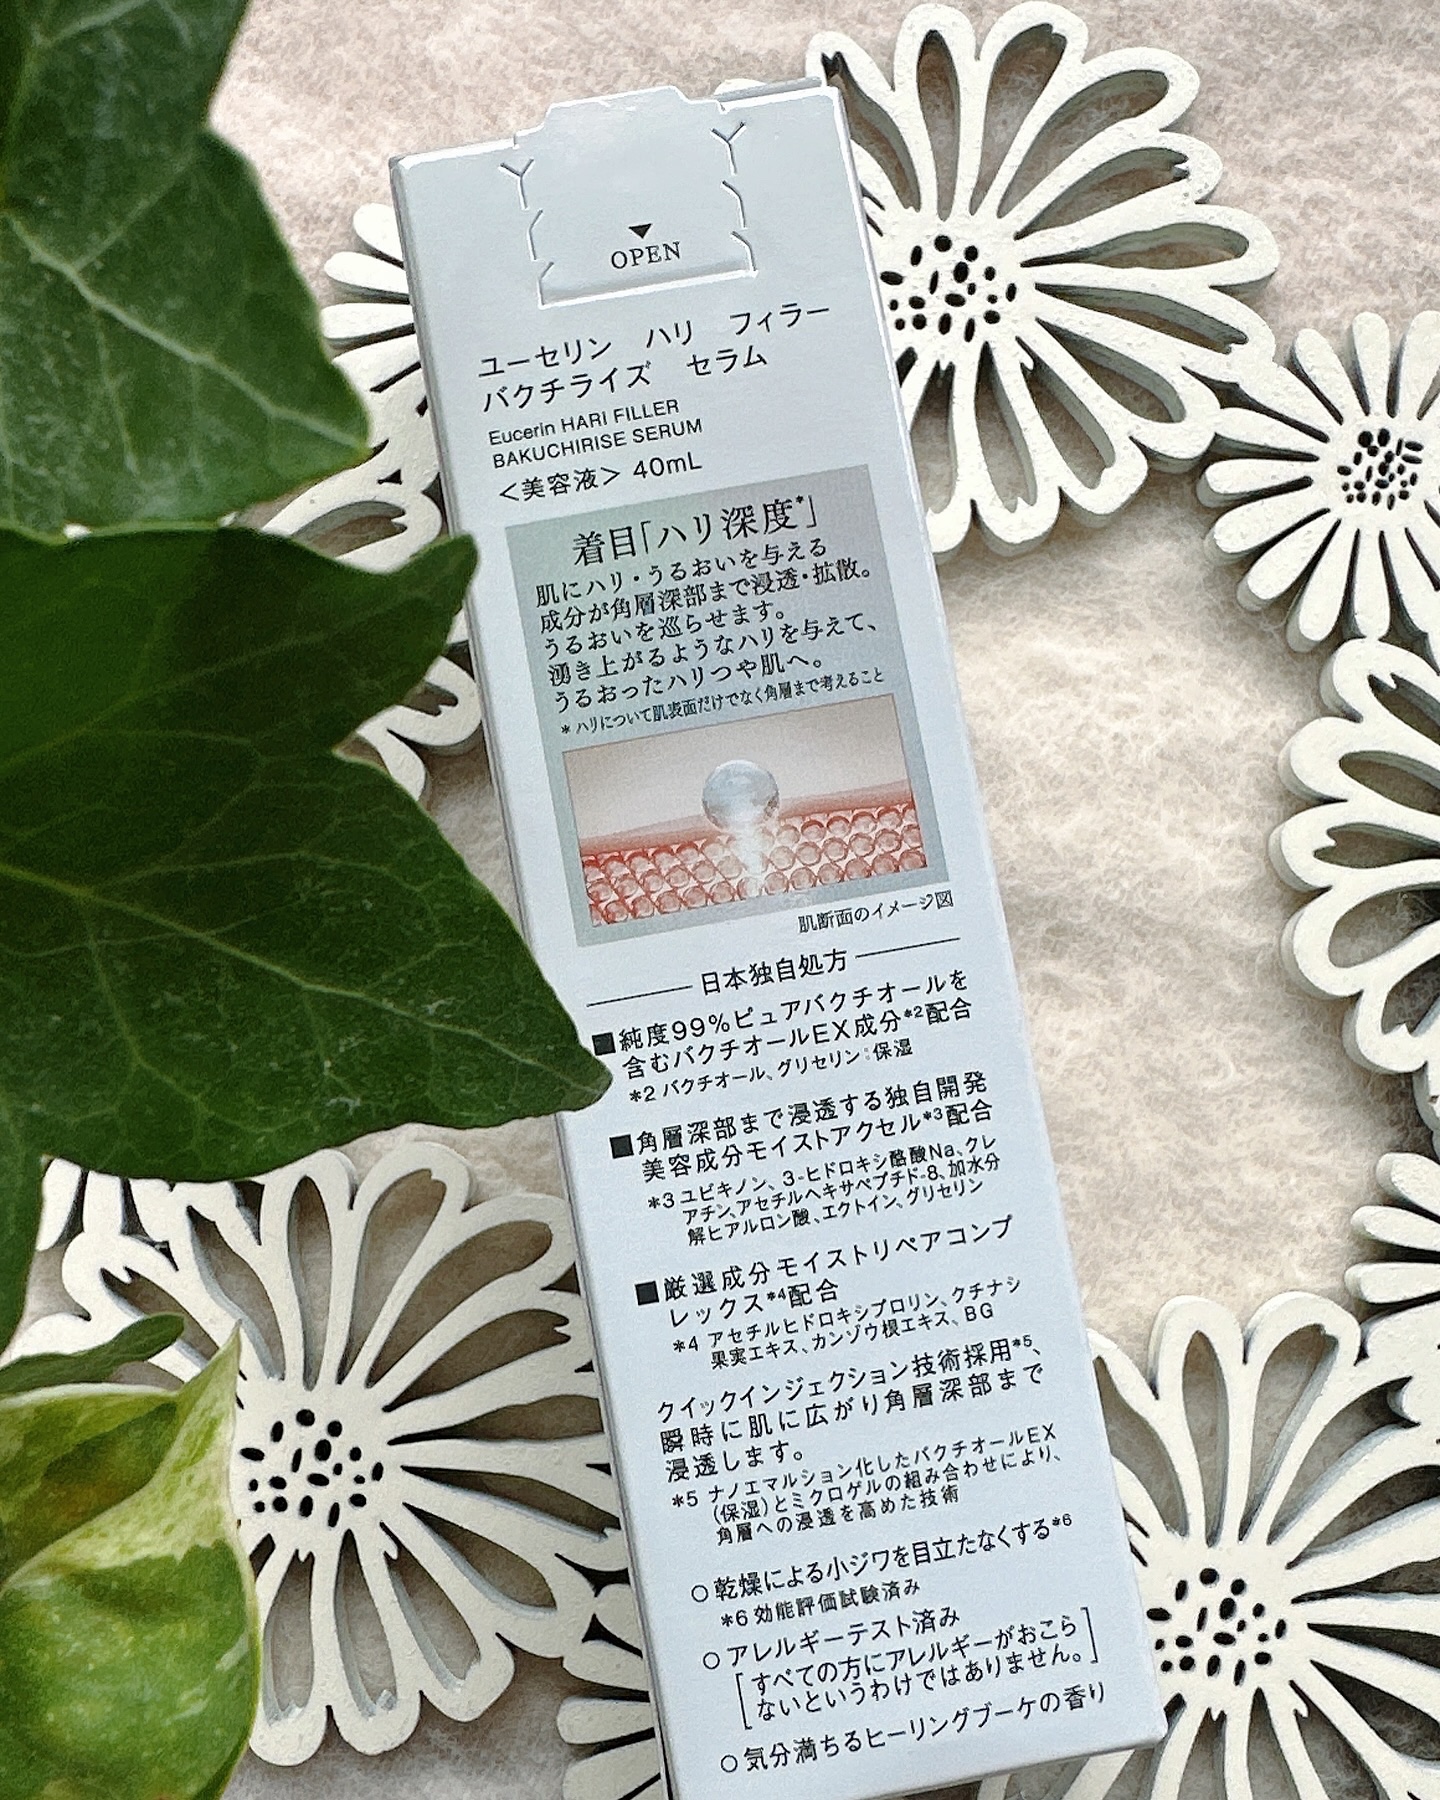 OPEN
ユーセリン ハリ フィラー
バクチライズ セラム
Eucerin HARI FILLER
BAKUCHIRISE SERUM
<美容液> 40mL
着目「ハリ深度*」
肌にハリ・うるおいを与える
成分が角層深部まで浸透・拡散。
うるおいを巡らせます。
湧き上がるようなハリを与えて、
うるおったハリつや肌へ。
* ハリについて肌表面だけでなく角層まで考えること
肌断面のイメージ図
日本独自処方
■純度99%ピュアバクチオールを
含むバクチオールEX成分*2配合
*2 バクチオール、グリセリン:保湿
■角層深部まで浸透する独自開発
美容成分モイストアクセル*3配合
*3 ユビキノン、3-ヒドロキシ酪酸Na、クレ
アチン、アセチルヘキサペプチド-8、加水分
解ヒアルロン酸、エクトイン、グリセリン
■厳選成分モイストリペアコンプ
レックス*4配合
*4 アセチルヒドロキシプロリン、クチナシ
果実エキス、カンゾウ根エキス、BG
クイックインジェクション技術採用*5、
瞬時に肌に広がり角層深部まで
浸透します。
*5 ナノエマルション化したバクチオールEX
(保湿)とミクロゲルの組み合わせにより、
角層への浸透を高めた技術
○乾燥による小ジワを目立たなくする*6
*6 効能評価試験済み
○アレルギーテスト済み
[すべての方にアレルギーがおこら
ないというわけではありません。]
○気分満ちるヒーリングブーケの香り